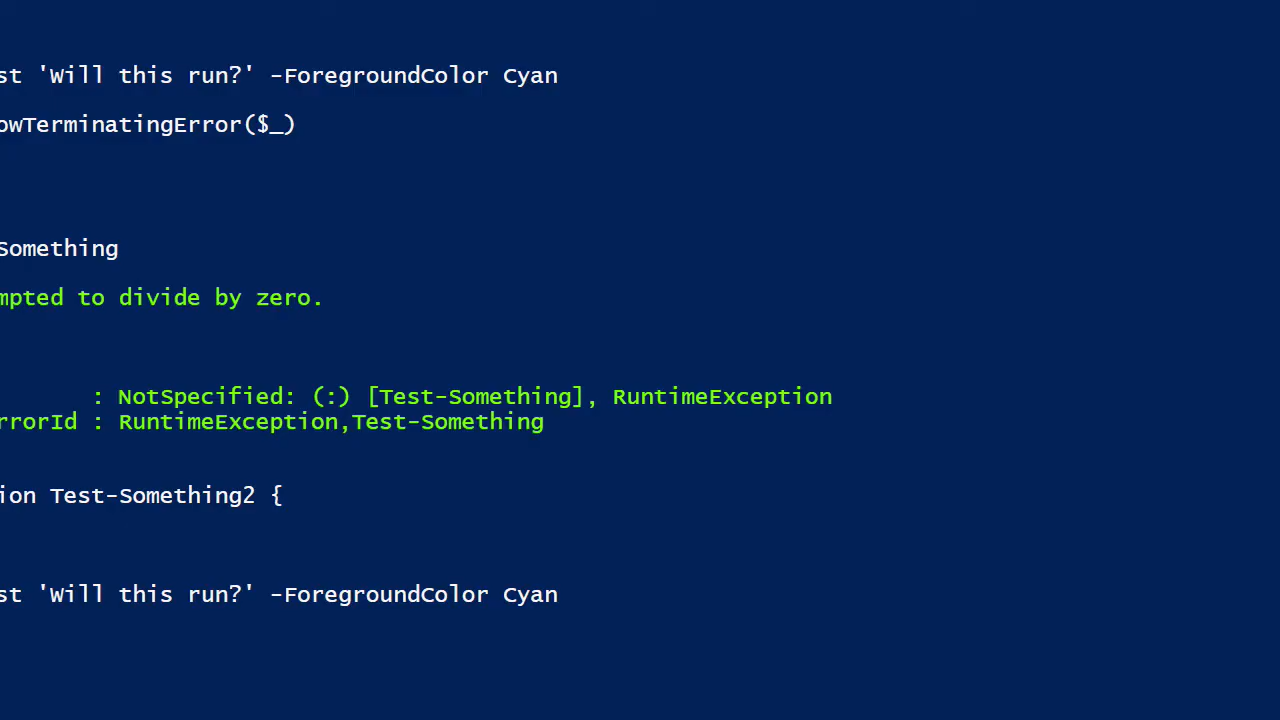 st 'Will this run?' -ForegroundColor Cyan
owTerminatingError($_)
Something
mpted to divide by zero.
: NotSpecified: (:) [Test-Something], RuntimeException
rrorId : RuntimeException,Test-Something
ion Test-Something2 {
st 'Will this run?' -ForegroundColor Cyan